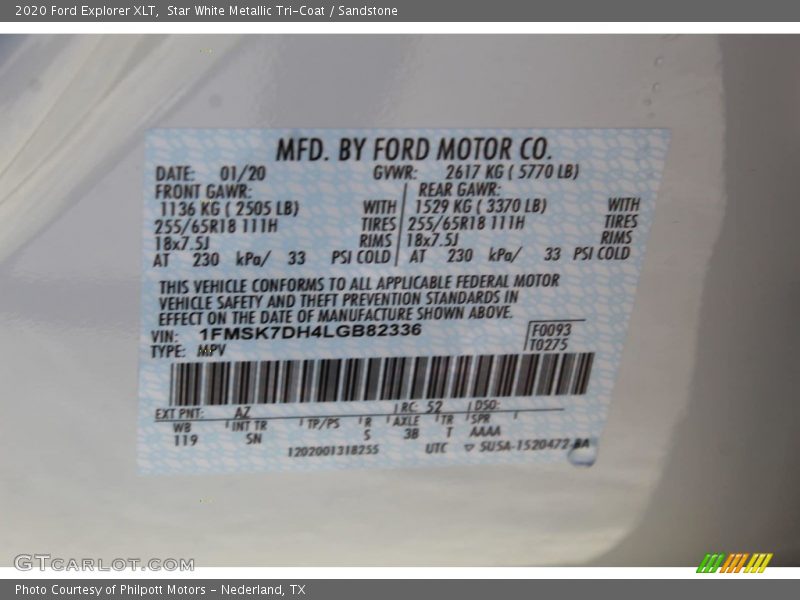 2020 Ford Explorer XLT, Star White Metallic Tri-Coat / Sandstone
MFD. BY FORD MOTOR CO.
DATE: 01/20 GVWR: 2617 KG ( 5770 LB)
FRONT GAWR: REAR GAWR:
1136 KG ( 2505 LB) WITH 1529 KG ( 3370 LB) WITH
255/65R18 111H TIRES 255/65R18 111H TIRES
18x7.5J RIMS 18x7.5J RIMS
AT 230 kPa/ 33 PSI COLD AT 230 kPa/ 33 PSI COLD
THIS VEHICLE CONFORMS TO ALL APPLICABLE FEDERAL MOTOR
VEHICLE SAFETY AND THEFT PREVENTION STANDARDS IN
EFFECT ON THE DATE OF MANUFACTURE SHOWN ABOVE.
VIN: 1FMSK7DH4LGB82336 F0093
TYPE: MPV T0275
EXT PNT: AZ RC: 52 DSO:
WB INT TR TP/PS R AXLE TR SPR
119 SN S 3B T AAAA
1202001318255 UTC SUSA-1520472-BA
GTCARLOT.COM
Photo Courtesy of Philpott Motors - Nederland, TX